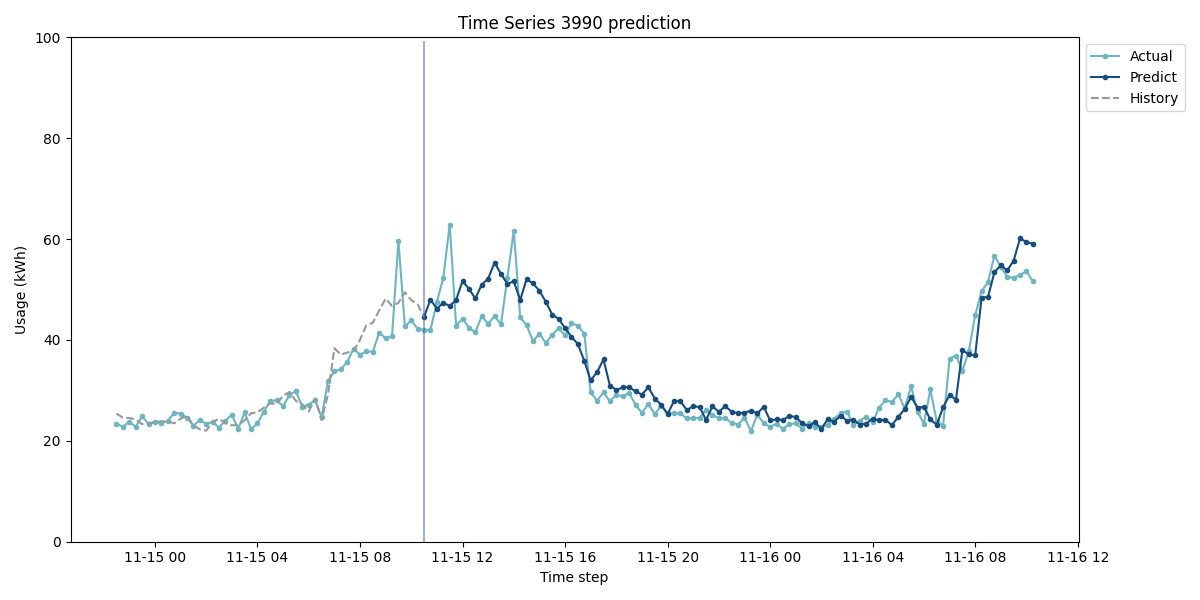 Time Series 3990 prediction
100
80
60
40
20
0
Usage (kWh)
11-15 00
11-15 04
11-15 08
11-15 12
11-15 16
11-15 20
11-16 00
11-16 04
11-16 08
11-16 12
Time step
Actual
Predict
History